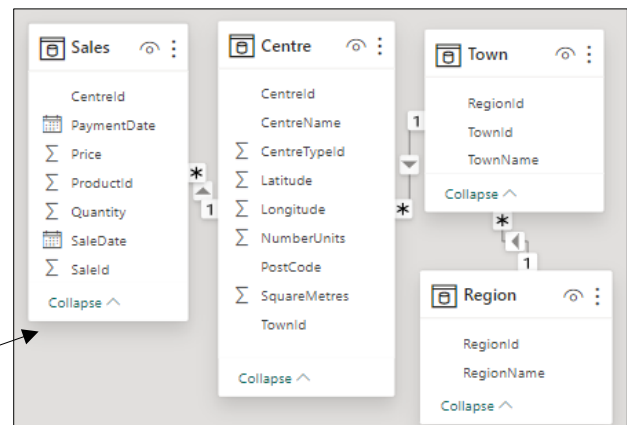 Sales
CentreId
PaymentDate
Price
ProductId
Quantity
SaleDate
SaleId
Collapse
*
1
Centre
CentreId
CentreName
CentreTypeId
Latitude
Longitude
NumberUnits
PostCode
SquareMetres
TownId
Collapse
1
*
Town
RegionId
TownId
TownName
Collapse
*
1
Region
RegionId
RegionName
Collapse